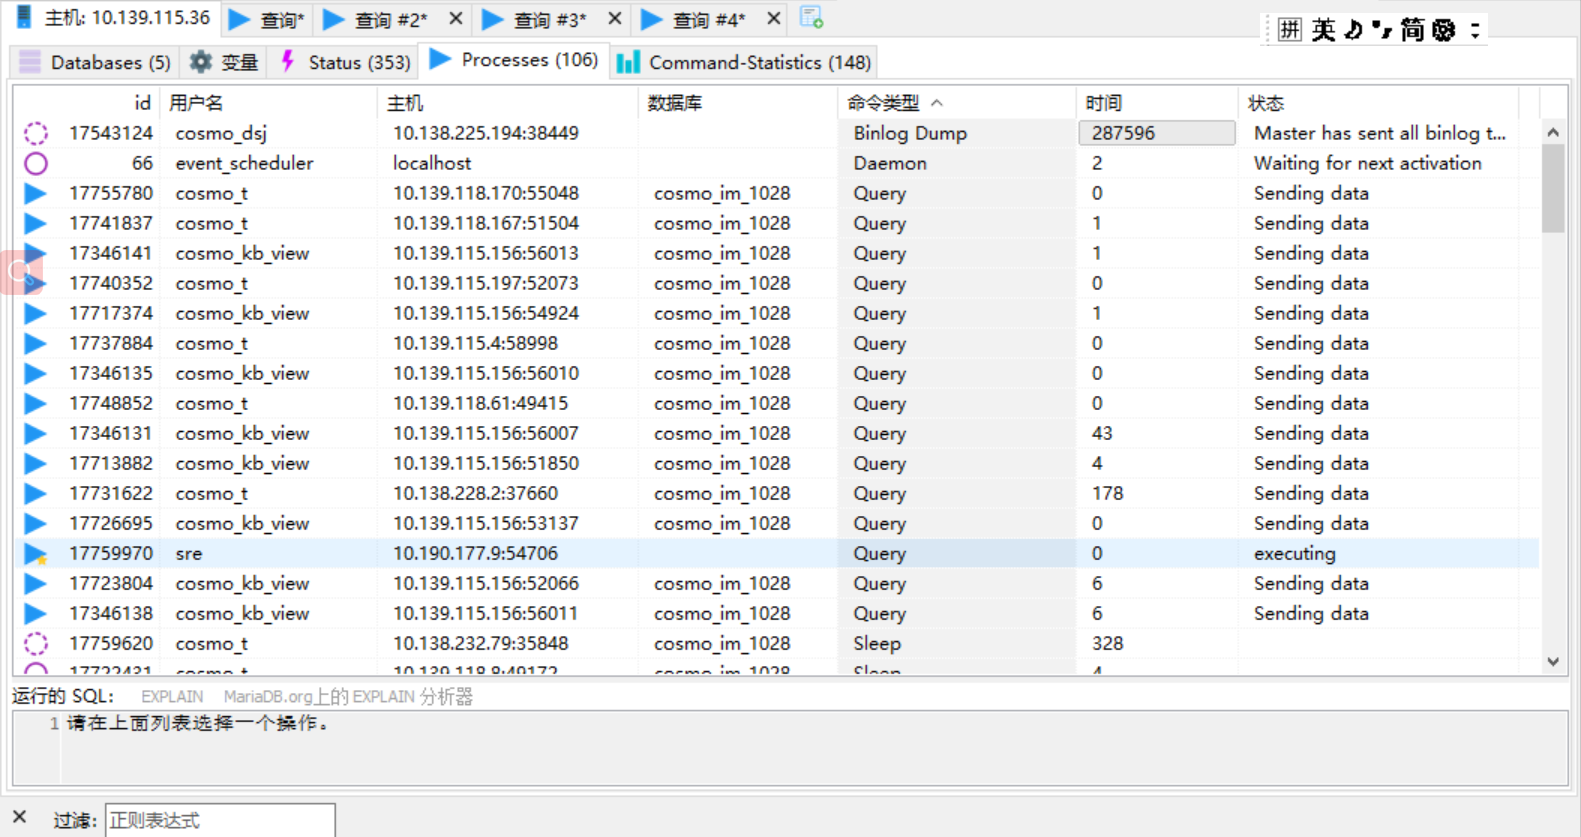 主机: 10.139.115.36 查询* 查询 #2* 查询 #3* 查询 #4*
拼 英 简
Databases (5) 变量 Status (353) Processes (106) Command-Statistics (148)
id 用户名 主机 数据库 命令类型 时间 状态
17543124 cosmo_dsj 10.138.225.194:38449 Binlog Dump 287596 Master has sent all binlog t...
66 event_scheduler localhost Daemon 2 Waiting for next activation
17755780 cosmo_t 10.139.118.170:55048 cosmo_im_1028 Query 0 Sending data
17741837 cosmo_t 10.139.118.167:51504 cosmo_im_1028 Query 1 Sending data
17346141 cosmo_kb_view 10.139.115.156:56013 cosmo_im_1028 Query 1 Sending data
17740352 cosmo_t 10.139.115.197:52073 cosmo_im_1028 Query 0 Sending data
17717374 cosmo_kb_view 10.139.115.156:54924 cosmo_im_1028 Query 1 Sending data
17737884 cosmo_t 10.139.115.4:58998 cosmo_im_1028 Query 0 Sending data
17346135 cosmo_kb_view 10.139.115.156:56010 cosmo_im_1028 Query 0 Sending data
17748852 cosmo_t 10.139.118.61:49415 cosmo_im_1028 Query 0 Sending data
17346131 cosmo_kb_view 10.139.115.156:56007 cosmo_im_1028 Query 43 Sending data
17713882 cosmo_kb_view 10.139.115.156:51850 cosmo_im_1028 Query 4 Sending data
17731622 cosmo_t 10.138.228.2:37660 cosmo_im_1028 Query 178 Sending data
17726695 cosmo_kb_view 10.139.115.156:53137 cosmo_im_1028 Query 0 Sending data
17759970 sre 10.190.177.9:54706 Query 0 executing
17723804 cosmo_kb_view 10.139.115.156:52066 cosmo_im_1028 Query 6 Sending data
17346138 cosmo_kb_view 10.139.115.156:56011 cosmo_im_1028 Query 6 Sending data
17759620 cosmo_t 10.138.232.79:35848 cosmo_im_1028 Sleep 328
17722431 cosmo_t 10.139.118.8:49172 cosmo_im_1028 Sleep 4
运行的 SQL: EXPLAIN MariaDB.org上的 EXPLAIN 分析器
1 请在上面列表选择一个操作。
过滤: 正则表达式